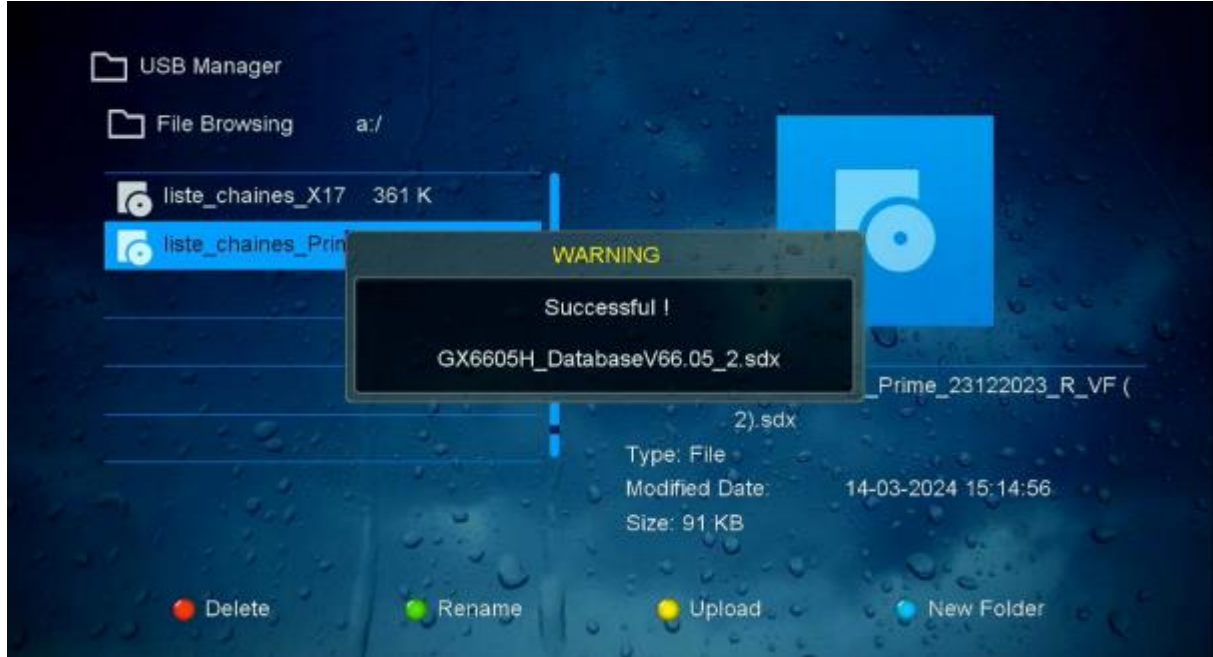 USB Manager
File Browsing a:/
liste_chaines_X17 361 K
liste_chaines_Prin
WARNING
Successful !
GX6605H_DatabaseV66.05_2.sdx
_Prime_23122023_R_VF (
2).sdx
Type: File
Modified Date: 14-03-2024 15:14:56
Size: 91 KB
Delete Rename Upload New Folder